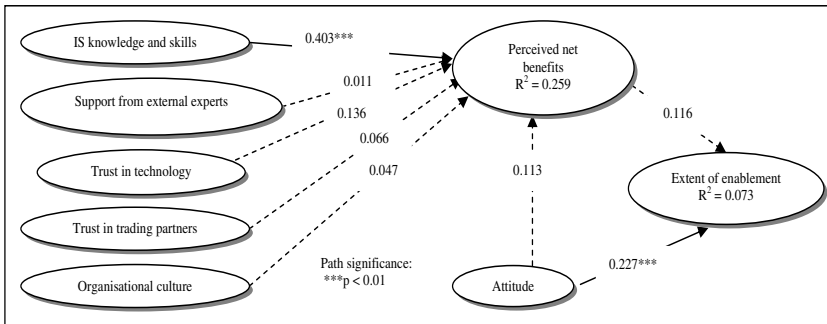 IS knowledge and skills
0.403***
Perceived net
benefits
R² = 0.259
Support from external experts
0.011
0.136
0.116
Trust in technology
0.066
0.047
0.113
Extent of enablement
R² = 0.073
Trust in trading partners
Path significance:
***p < 0.01
0.227***
Organisational culture
Attitude